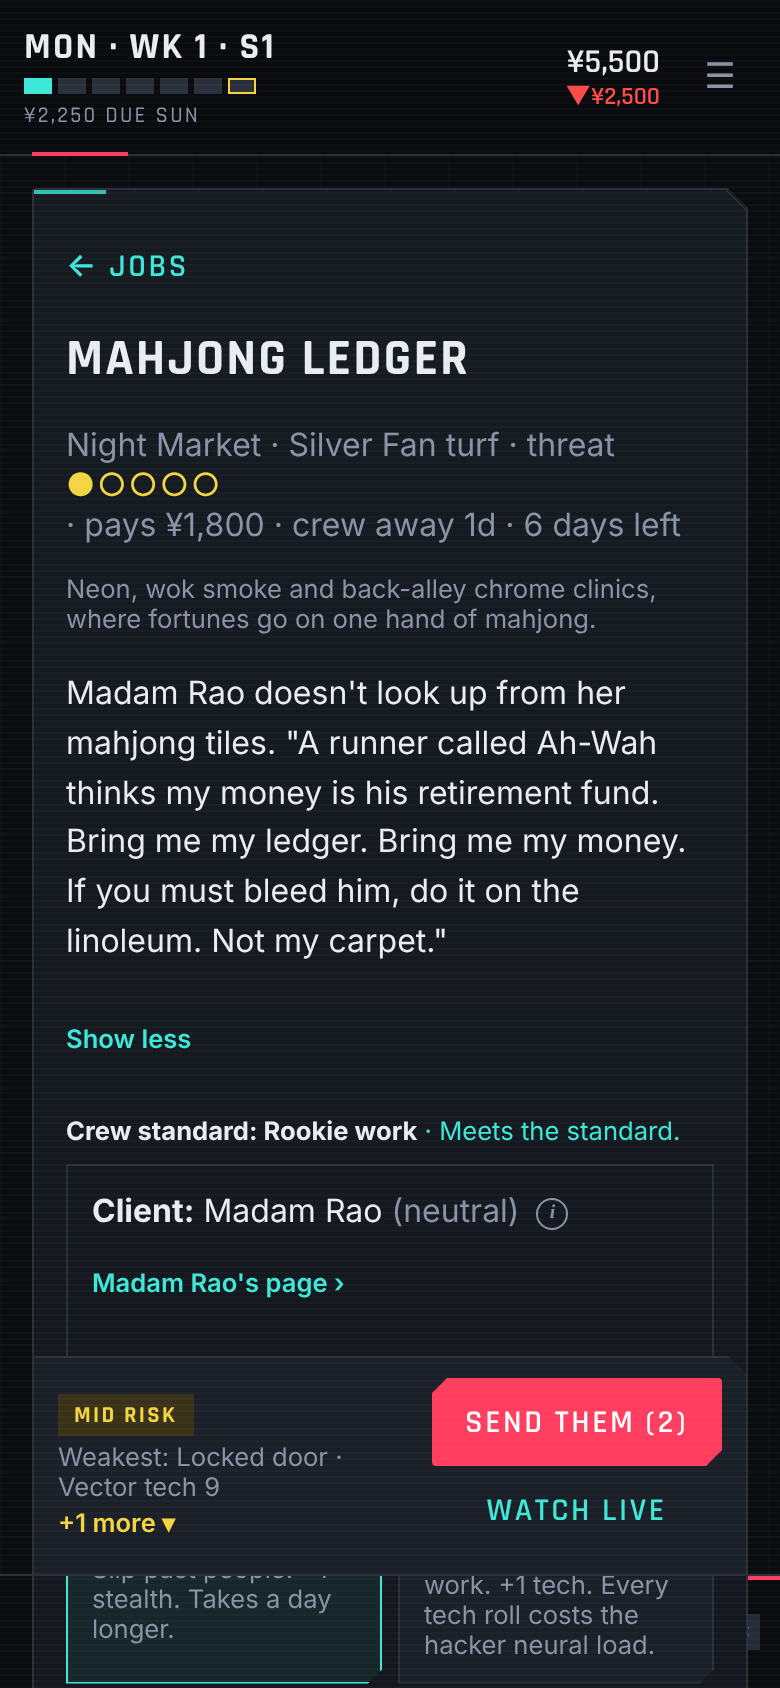 MON · WK 1 · S1
¥5,500
▼¥2,500
¥2,250 DUE SUN
← JOBS
MAHJONG LEDGER
Night Market · Silver Fan turf · threat
· pays ¥1,800 · crew away 1d · 6 days left
Neon, wok smoke and back-alley chrome clinics,
where fortunes go on one hand of mahjong.
Madam Rao doesn't look up from her
mahjong tiles. "A runner called Ah-Wah
thinks my money is his retirement fund.
Bring me my ledger. Bring me my money.
If you must bleed him, do it on the
linoleum. Not my carpet."
Show less
Crew standard: Rookie work · Meets the standard.
Client: Madam Rao (neutral) i
Madam Rao's page ›
MID RISK
Weakest: Locked door ·
Vector tech 9
+1 more ▾
SEND THEM (2)
WATCH LIVE
stealth. Takes a day
longer.
work. +1 tech. Every
tech roll costs the
hacker neural load.